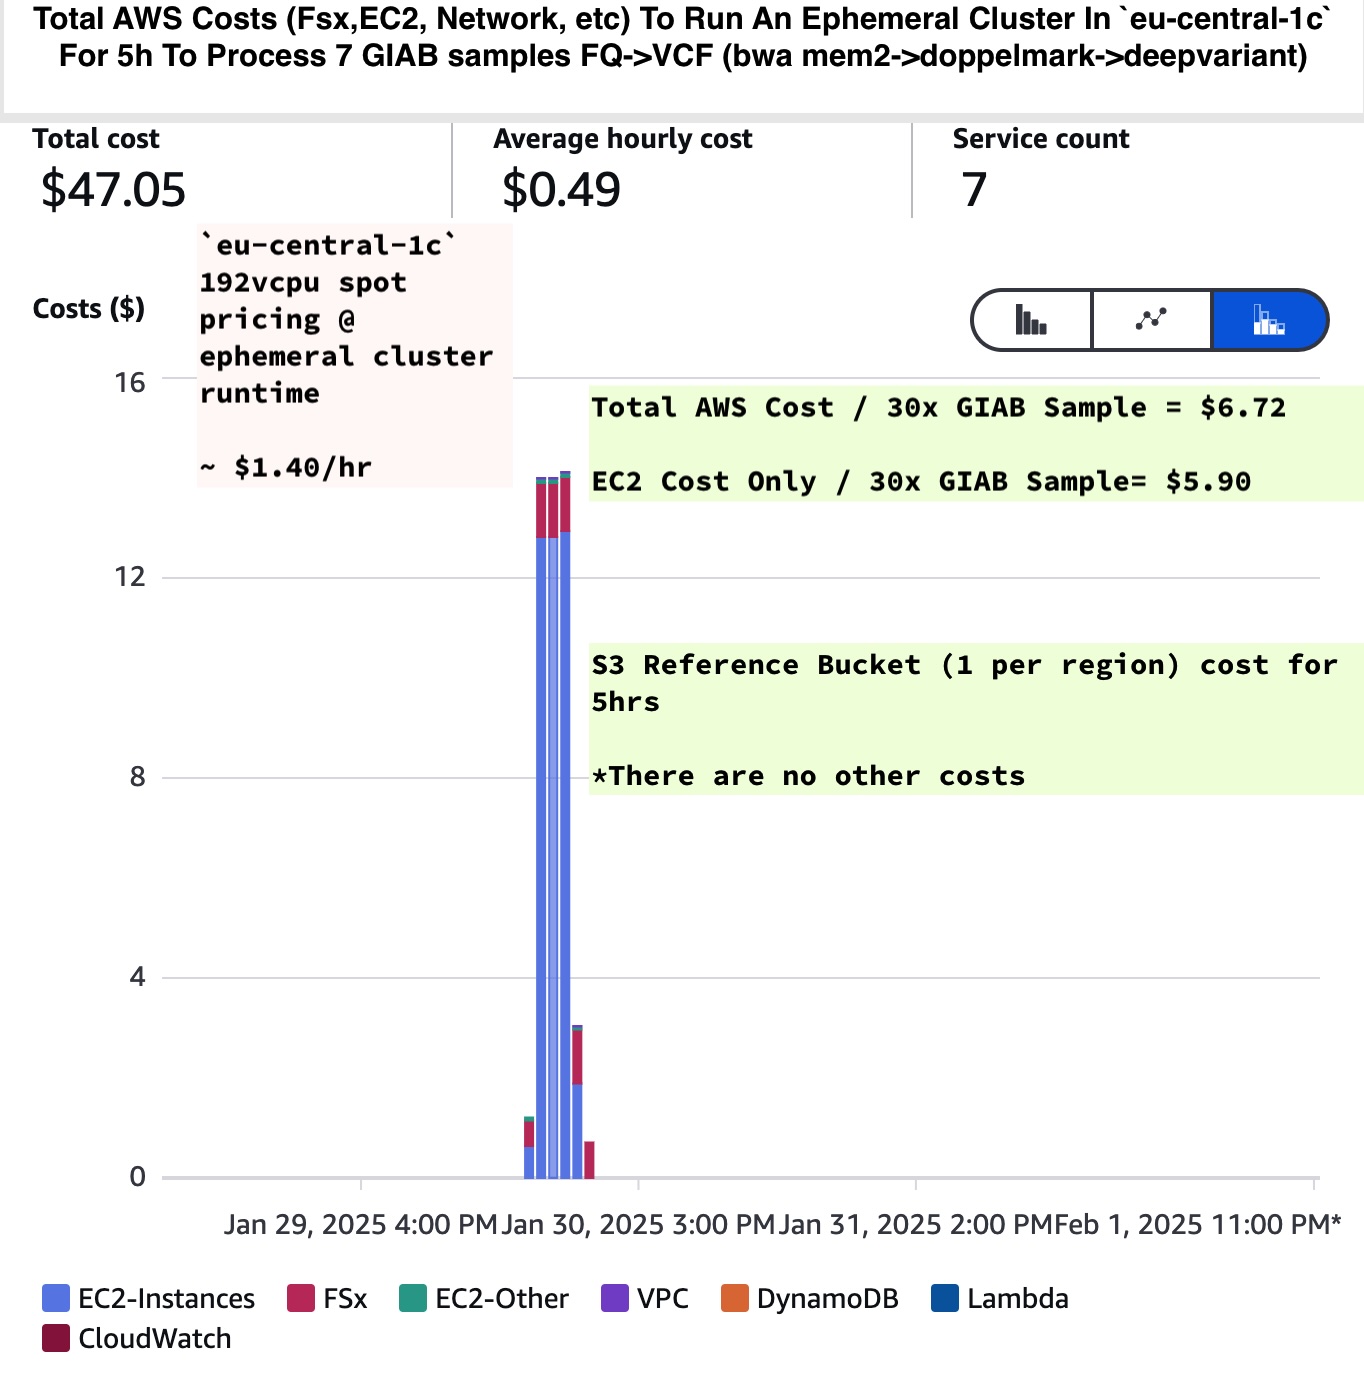 Total AWS Costs (Fsx,EC2, Network, etc) To Run An Ephemeral Cluster In `eu-central-1c`
For 5h To Process 7 GIAB samples FQ->VCF (bwa mem2->doppelmark->deepvariant)
Total cost
$47.05
Average hourly cost
$0.49
Service count
7
`eu-central-1c`
192vcpu spot
pricing @
ephemeral cluster
runtime
~ $1.40/hr
Costs ($)
16
12
8
4
0
Total AWS Cost / 30x GIAB Sample = $6.72
EC2 Cost Only / 30x GIAB Sample= $5.90
S3 Reference Bucket (1 per region) cost for
5hrs
*There are no other costs
Jan 29, 2025 4:00 PM
Jan 30, 2025 3:00 PM
Jan 31, 2025 2:00 PM
Feb 1, 2025 11:00 PM*
EC2-Instances
FSx
EC2-Other
VPC
DynamoDB
Lambda
CloudWatch